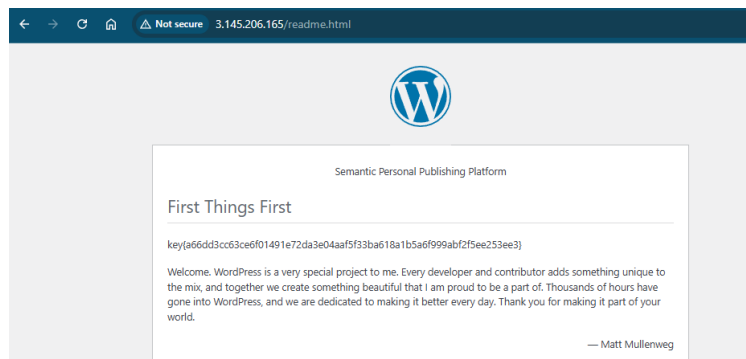 Not secure 3.145.206.165/readme.html
Semantic Personal Publishing Platform
First Things First
key{a66dd3cc63ce6f01491e72da3e04aaf5f33ba618a1b5a6f999abf2f5ee253ee3}
Welcome. WordPress is a very special project to me. Every developer and contributor adds something unique to
the mix, and together we create something beautiful that I am proud to be a part of. Thousands of hours have
gone into WordPress, and we are dedicated to making it better every day. Thank you for making it part of your
world.
— Matt Mullenweg